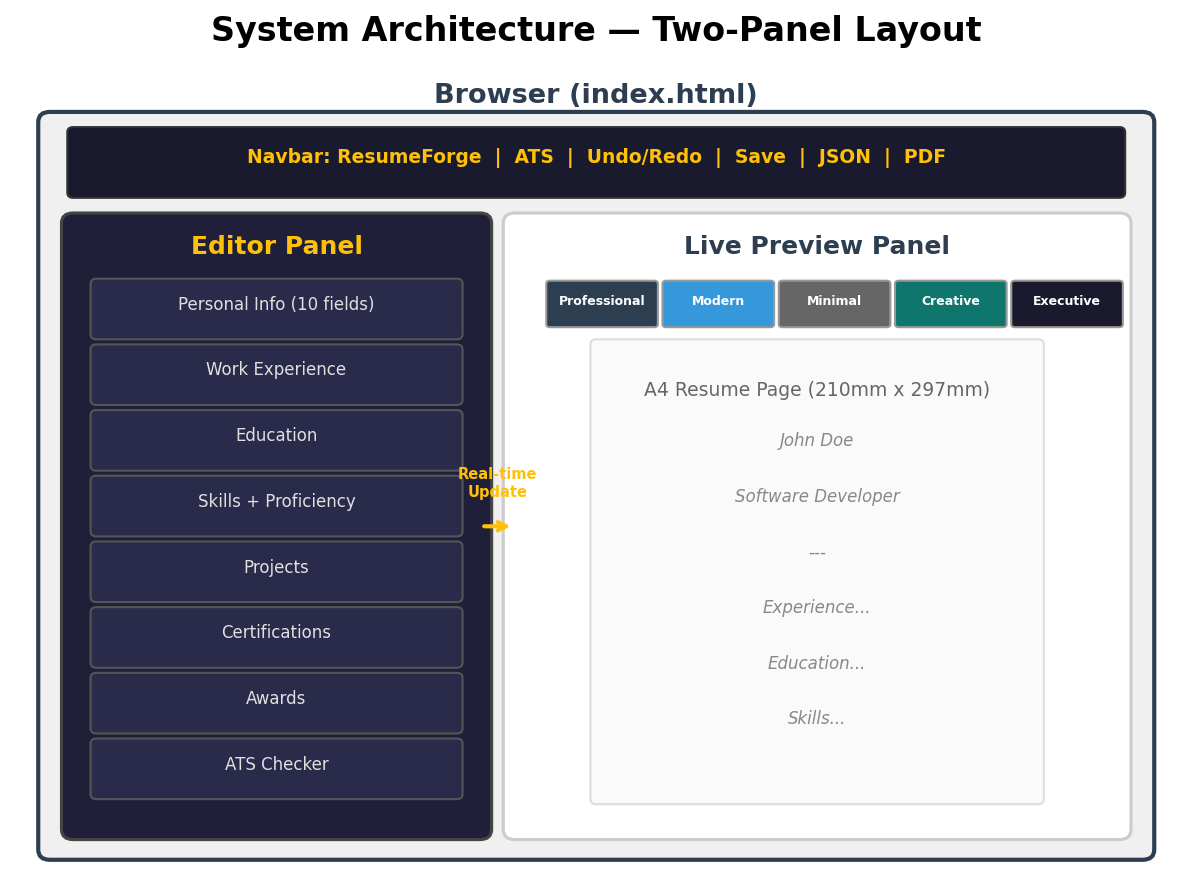 System Architecture — Two-Panel Layout
Browser (index.html)
Navbar: ResumeForge | ATS | Undo/Redo | Save | JSON | PDF
Editor Panel
Personal Info (10 fields)
Work Experience
Education
Skills + Proficiency
Projects
Certifications
Awards
ATS Checker
Real-time
Update
Live Preview Panel
Professional
Modern
Minimal
Creative
Executive
A4 Resume Page (210mm x 297mm)
John Doe
Software Developer
---
Experience...
Education...
Skills...